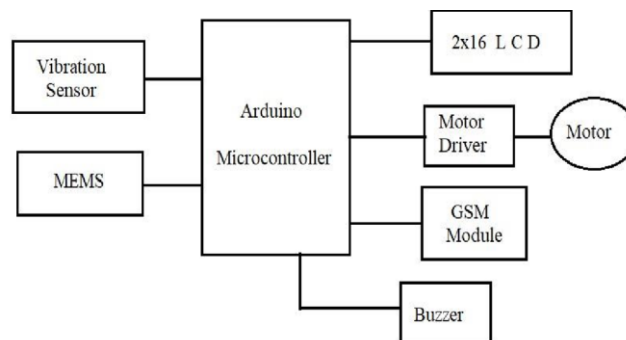 Vibration
Sensor
MEMS
Arduino
Microcontroller
2x16 L C D
Motor
Driver
Motor
GSM
Module
Buzzer